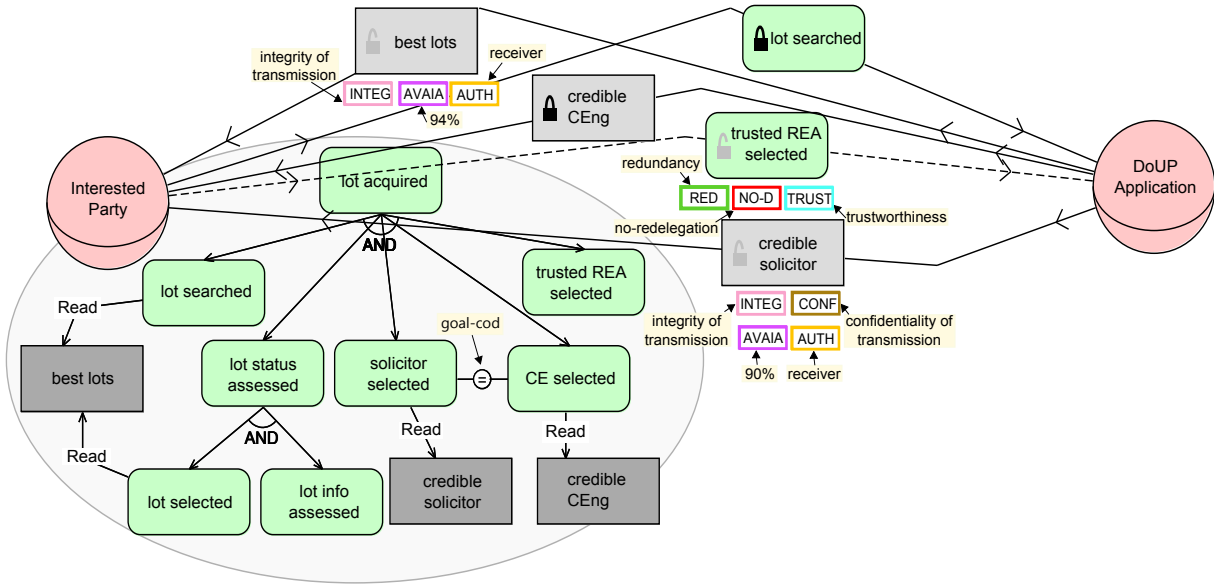 best lots
lot searched
integrity of
transmission
receiver
INTEG
AVAIA
AUTH
94%
credible
CEng
trusted REA
selected
redundancy
RED
NO-D
TRUST
no-redelegation
trustworthiness
Interested
Party
DoUP
Application
lot acquired
AND
credible
solicitor
lot searched
trusted REA
selected
Read
goal-cod
INTEG
CONF
integrity of
transmission
confidentiality of
transmission
AVAIA
AUTH
90%
receiver
best lots
lot status
assessed
solicitor
selected
=
CE selected
AND
Read
Read
Read
lot selected
lot info
assessed
credible
solicitor
credible
CEng